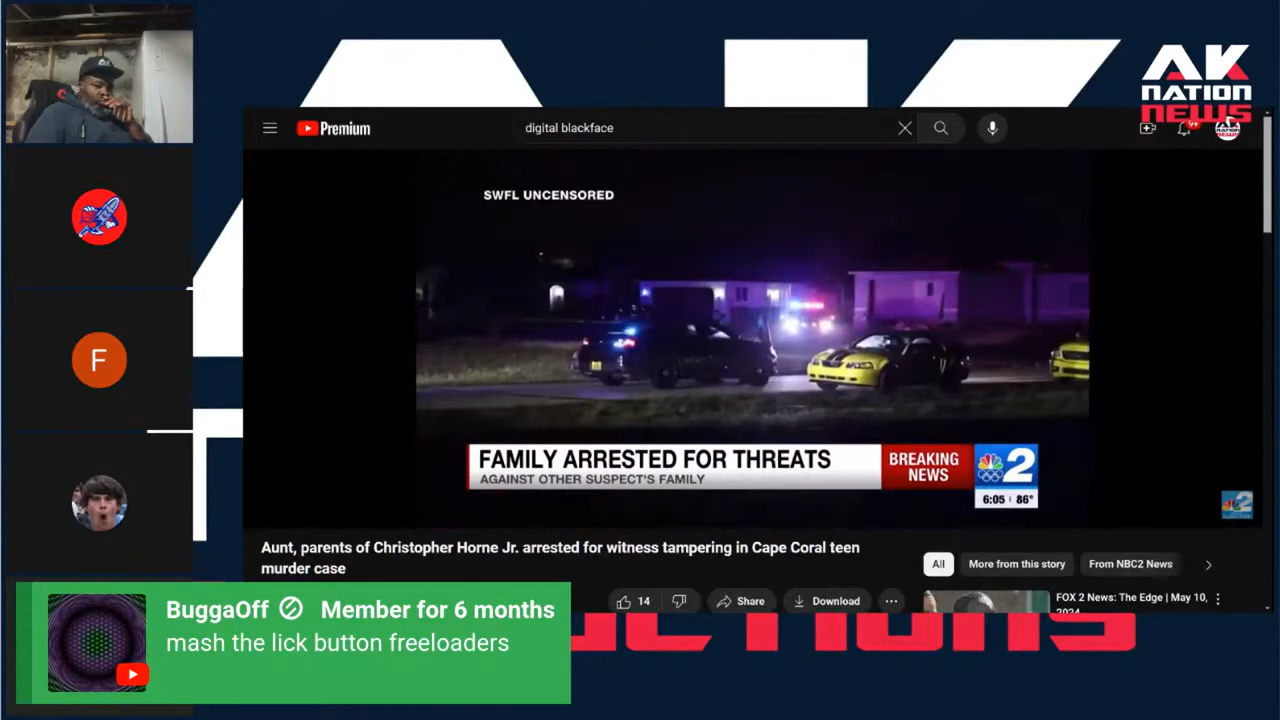 AK
NATION
NEWS
Premium
digital blackface
9+
SWFL UNCENSORED
FAMILY ARRESTED FOR THREATS
AGAINST OTHER SUSPECT'S FAMILY
BREAKING
NEWS
2
6:05 86°
F
Aunt, parents of Christopher Horne Jr. arrested for witness tampering in Cape Coral teen
murder case
All
More from this story
From NBC2 News
14
Share
Download
FOX 2 News: The Edge | May 10,
2024
BuggaOff Member for 6 months
mash the lick button freeloaders